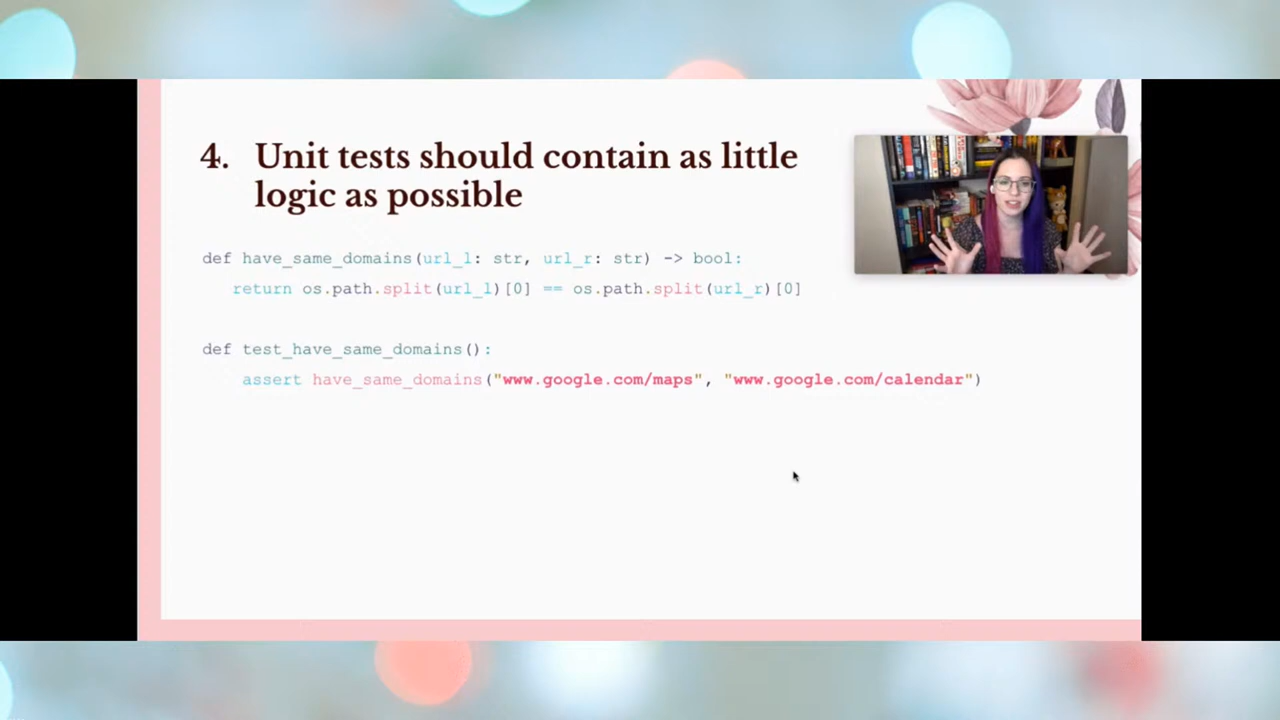 4. Unit tests should contain as little
logic as possible
def have_same_domains(url_l: str, url_r: str) -> bool:
return os.path.split(url_l)[0] == os.path.split(url_r)[0]
def test_have_same_domains():
assert have_same_domains("www.google.com/maps", "www.google.com/calendar")